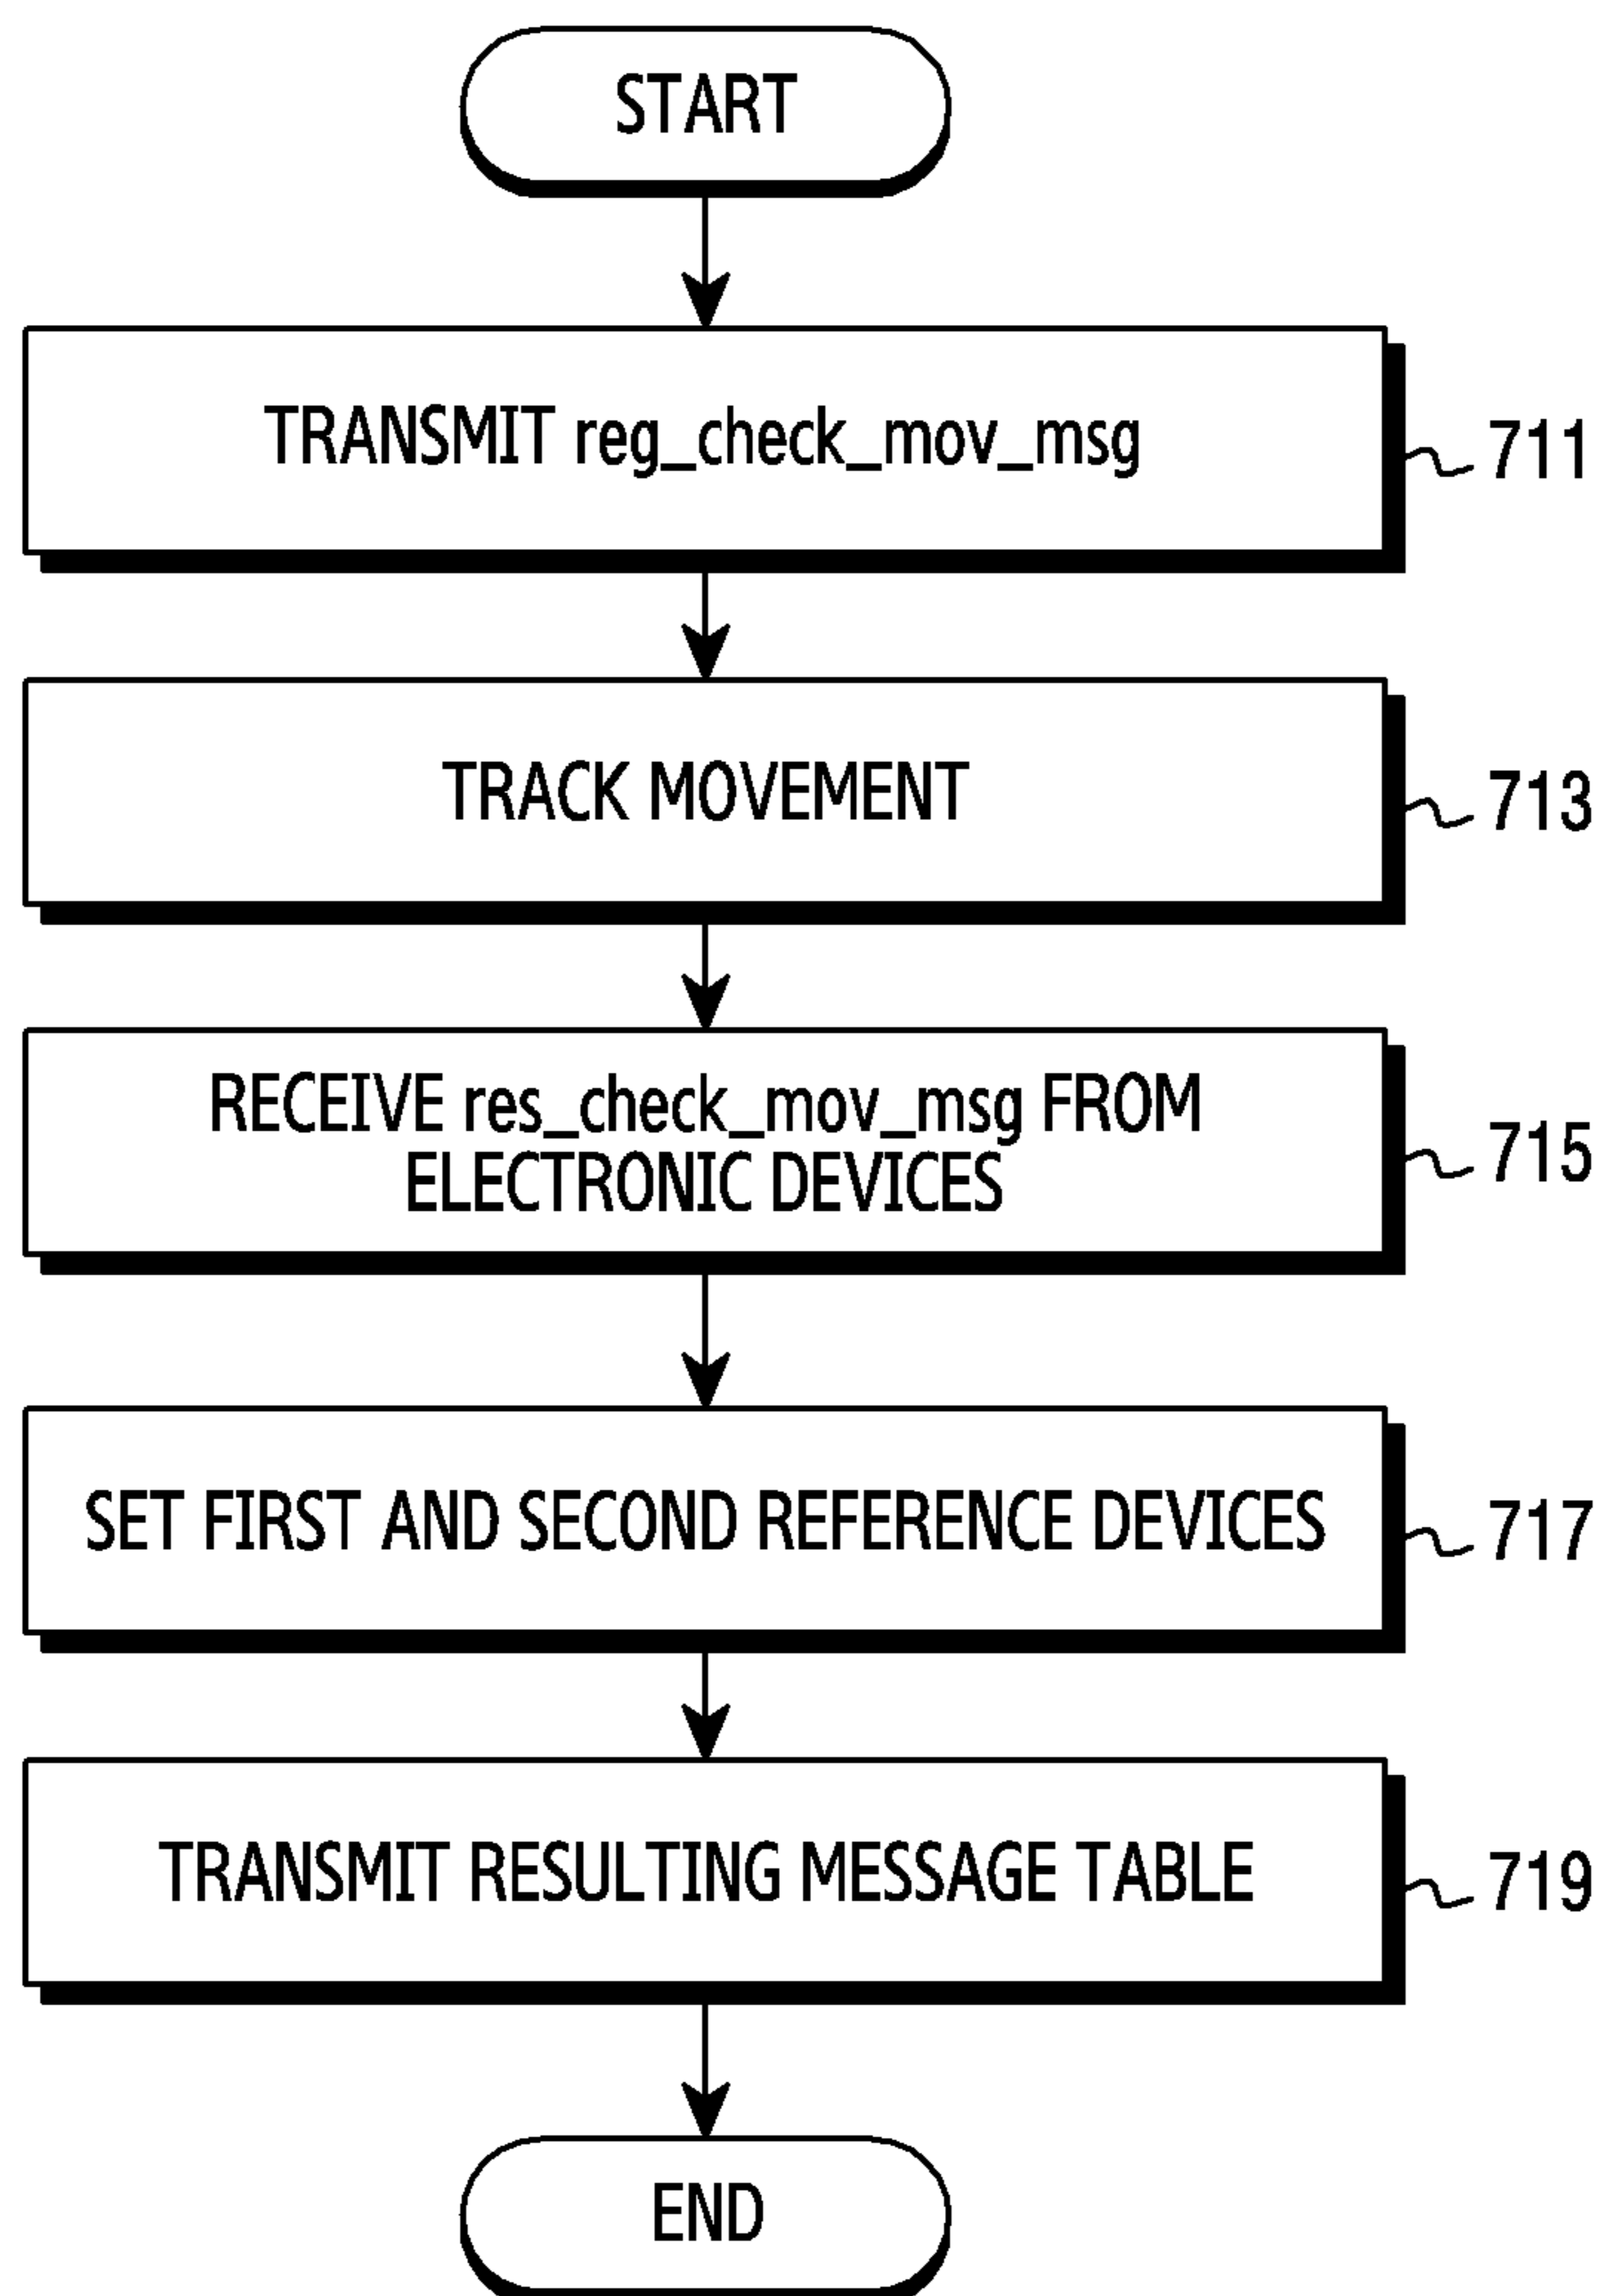 START
TRANSMIT reg_check_mov_msg
711
TRACK MOVEMENT
713
RECEIVE res_check_mov_msg FROM
ELECTRONIC DEVICES
715
SET FIRST AND SECOND REFERENCE DEVICES
717
TRANSMIT RESULTING MESSAGE TABLE
719
END